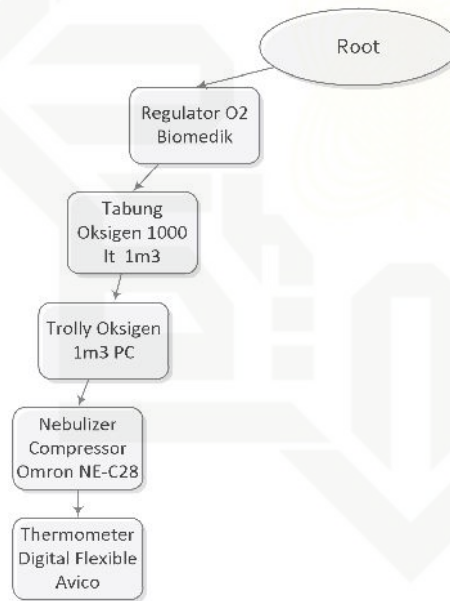 Root
Regulator O2
Biomedik
Tabung
Oksigen 1000
lt 1m3
Trolly Oksigen
1m3 PC
Nebulizer
Compressor
Omron NE-C28
Thermometer
Digital Flexible
Avico